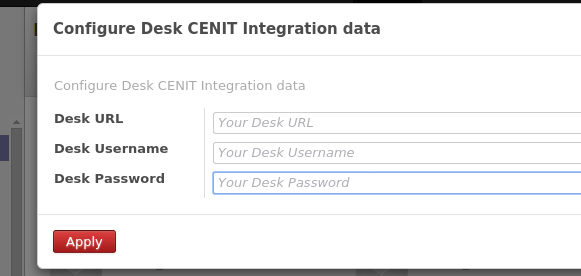 Configure Desk CENIT Integration data
Configure Desk CENIT Integration data
Desk URL Your Desk URL
Desk Username Your Desk Username
Desk Password Your Desk Password
Apply